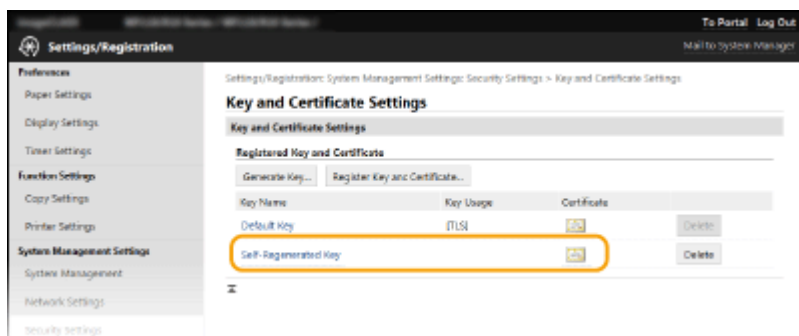 To Portal Log Out
Settings/Registration
Mail to System Manager
Preferences
Paper Settings
Display Settings
Timer Settings
Function Settings
Copy Settings
Printer Settings
System Management Settings
System Management
Network Settings
Security Settings
Settings/Registration: System Management Settings: Security Settings > Key and Certificate Settings
Key and Certificate Settings
Key and Certificate Settings
Registered Key and Certificate
Generate Key... Register Key and Certificate...
Key Name Key Usage Certificate
Default Key [TLS] Delete
Self-Regenerated Key Delete